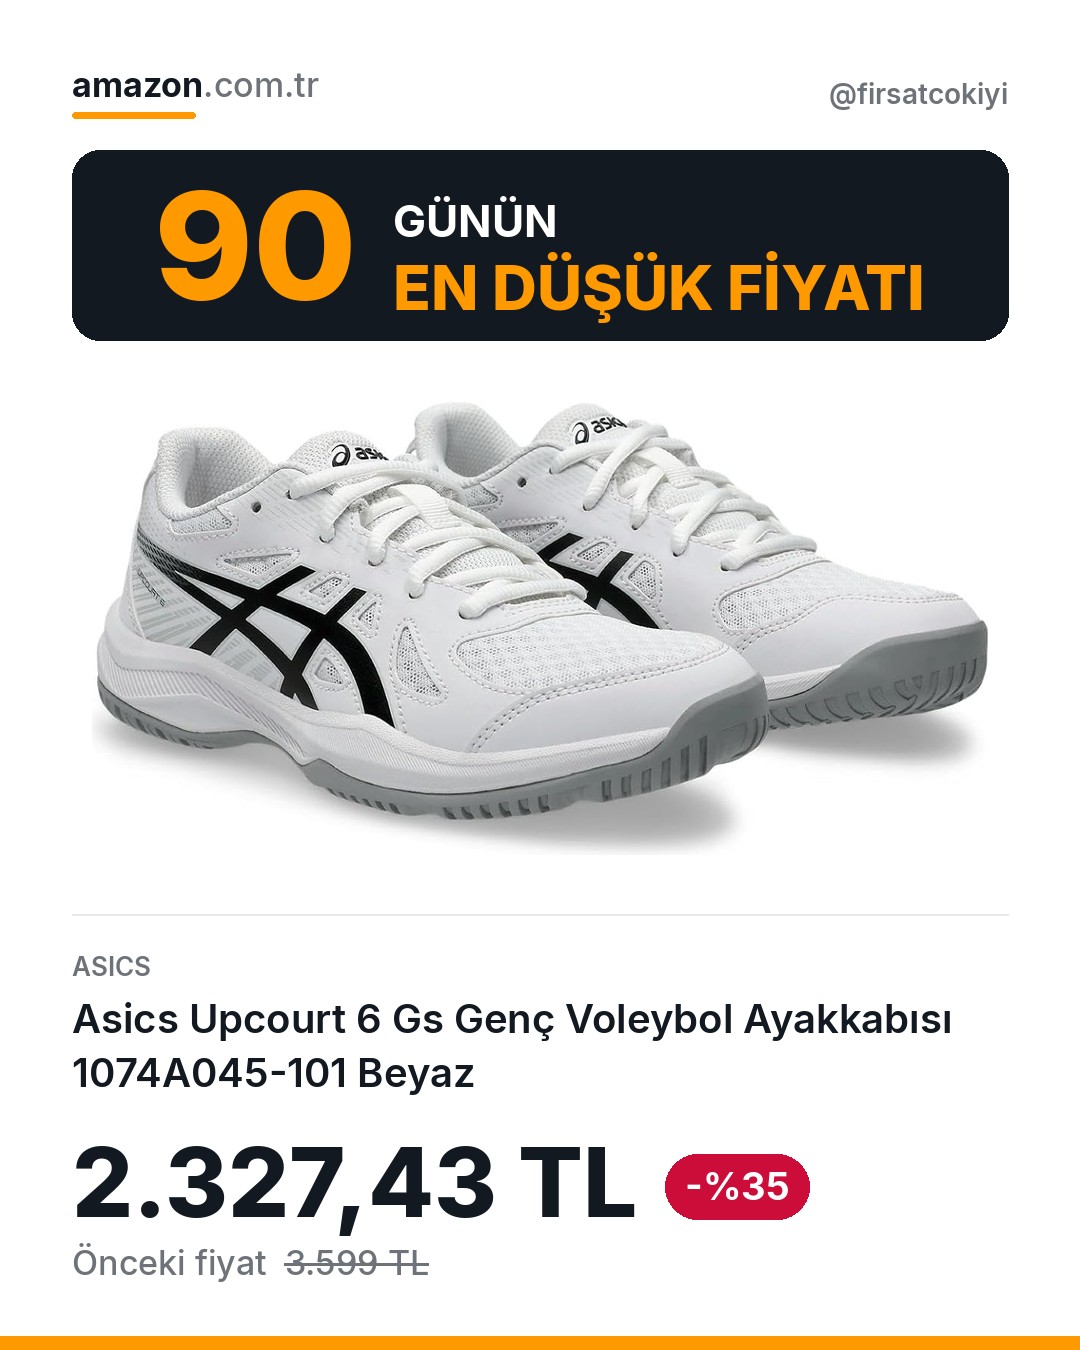 amazon.com.tr
@firsatcokiyi
90
GÜNÜN
EN DÜŞÜK FİYATI
asics
ASICS
Asics Upcourt 6 Gs Genç Voleybol Ayakkabısı
1074A045-101 Beyaz
2.327,43 TL
-%35
Önceki fiyat 3.599 TL